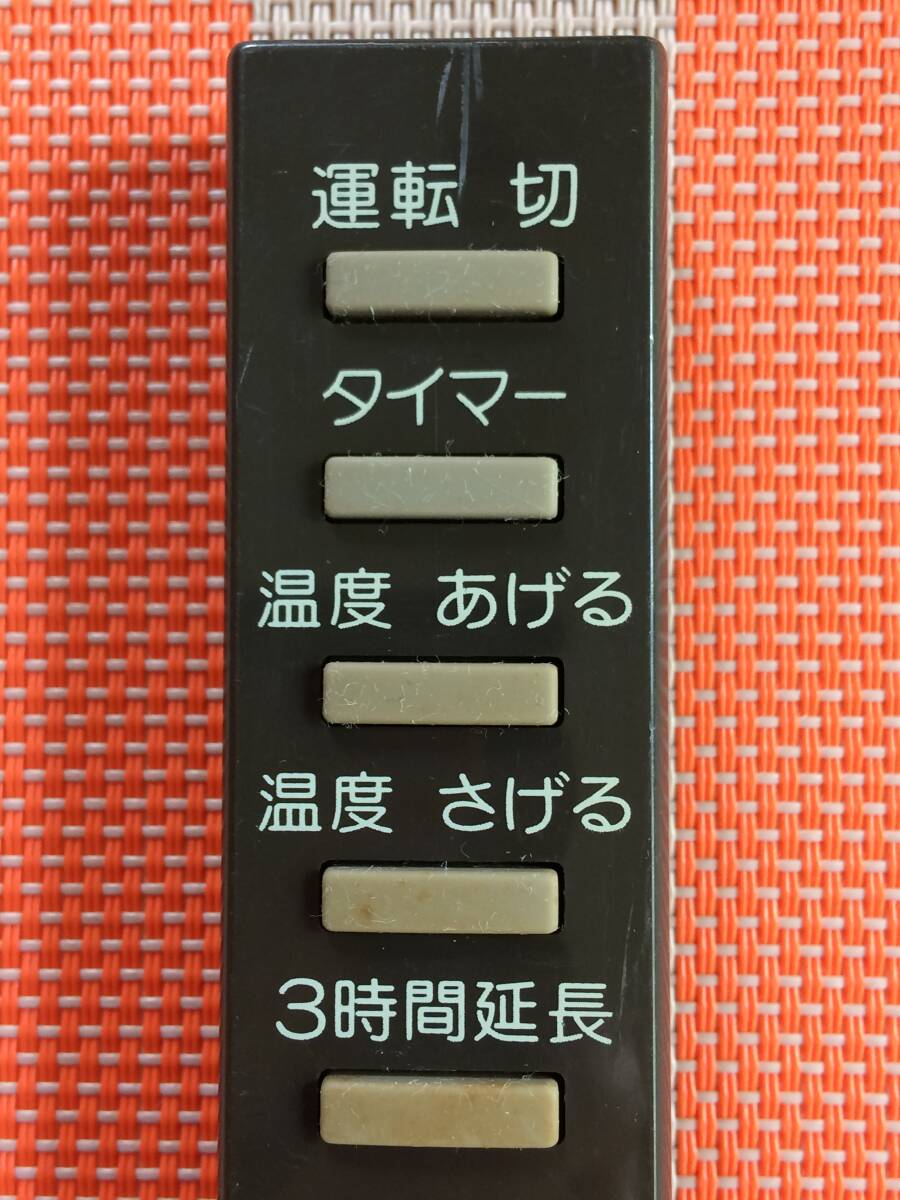 運転 切
タイマー
温度 あげる
温度 さげる
3時間延長